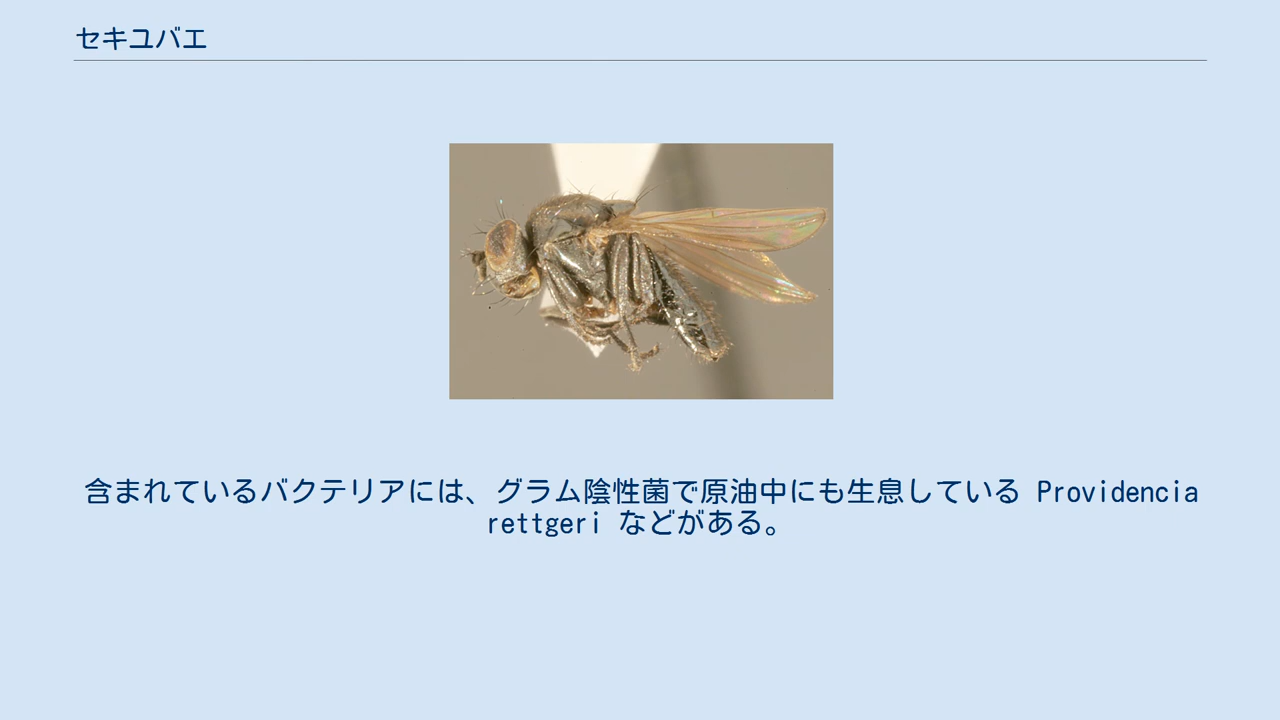 セキユバエ
含まれているバクテリアには、グラム陰性菌で原油中にも生息している Providencia
rettgeri などがある。